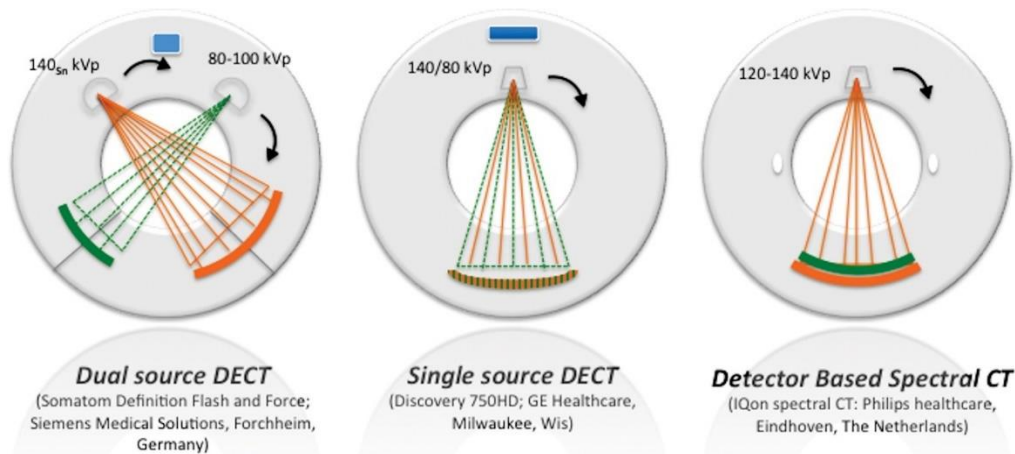 140Sn kVp
80-100 kVp
140/80 kVp
120-140 kVp
Dual source DECT
(Somatom Definition Flash and Force;
Siemens Medical Solutions, Forchheim,
Germany)
Single source DECT
(Discovery 750HD; GE Healthcare,
Milwaukee, Wis)
Detector Based Spectral CT
(IQon spectral CT: Philips healthcare,
Eindhoven, The Netherlands)